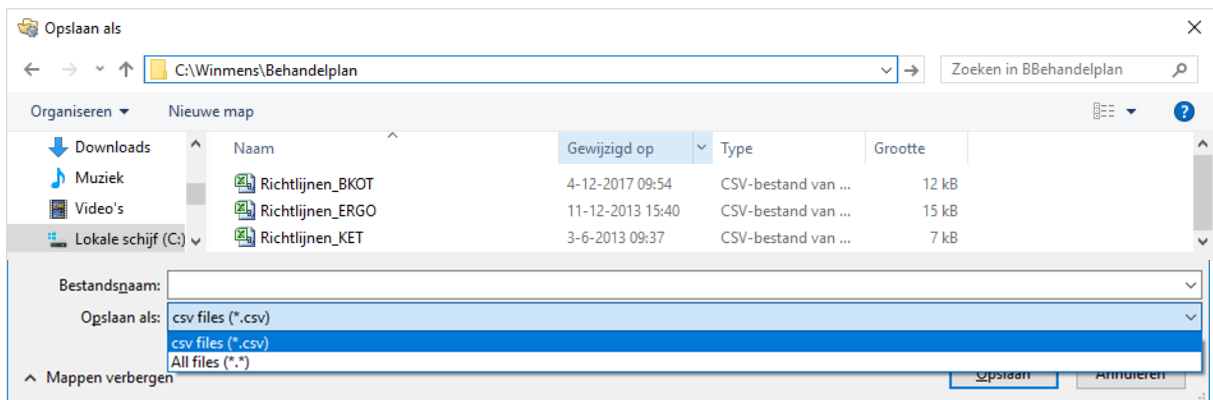 Opslaan als
C:\Winmens\Behandelplan
Zoeken in BBehandelplan
Organiseren
Nieuwe map
?
Downloads
Muziek
Video's
Lokale schijf (C:)
Naam Gewijzigd op Type Grootte
Richtlijnen_BKOT 4-12-2017 09:54 CSV-bestand van ... 12 kB
Richtlijnen_ERGO 11-12-2013 15:40 CSV-bestand van ... 15 kB
Richtlijnen_KET 3-6-2013 09:37 CSV-bestand van ... 7 kB
Bestandsnaam:
Opslaan als: csv files (*.csv)
csv files (*.csv)
All files (*.*)
Mappen verbergen
Opslaan
Annuleren